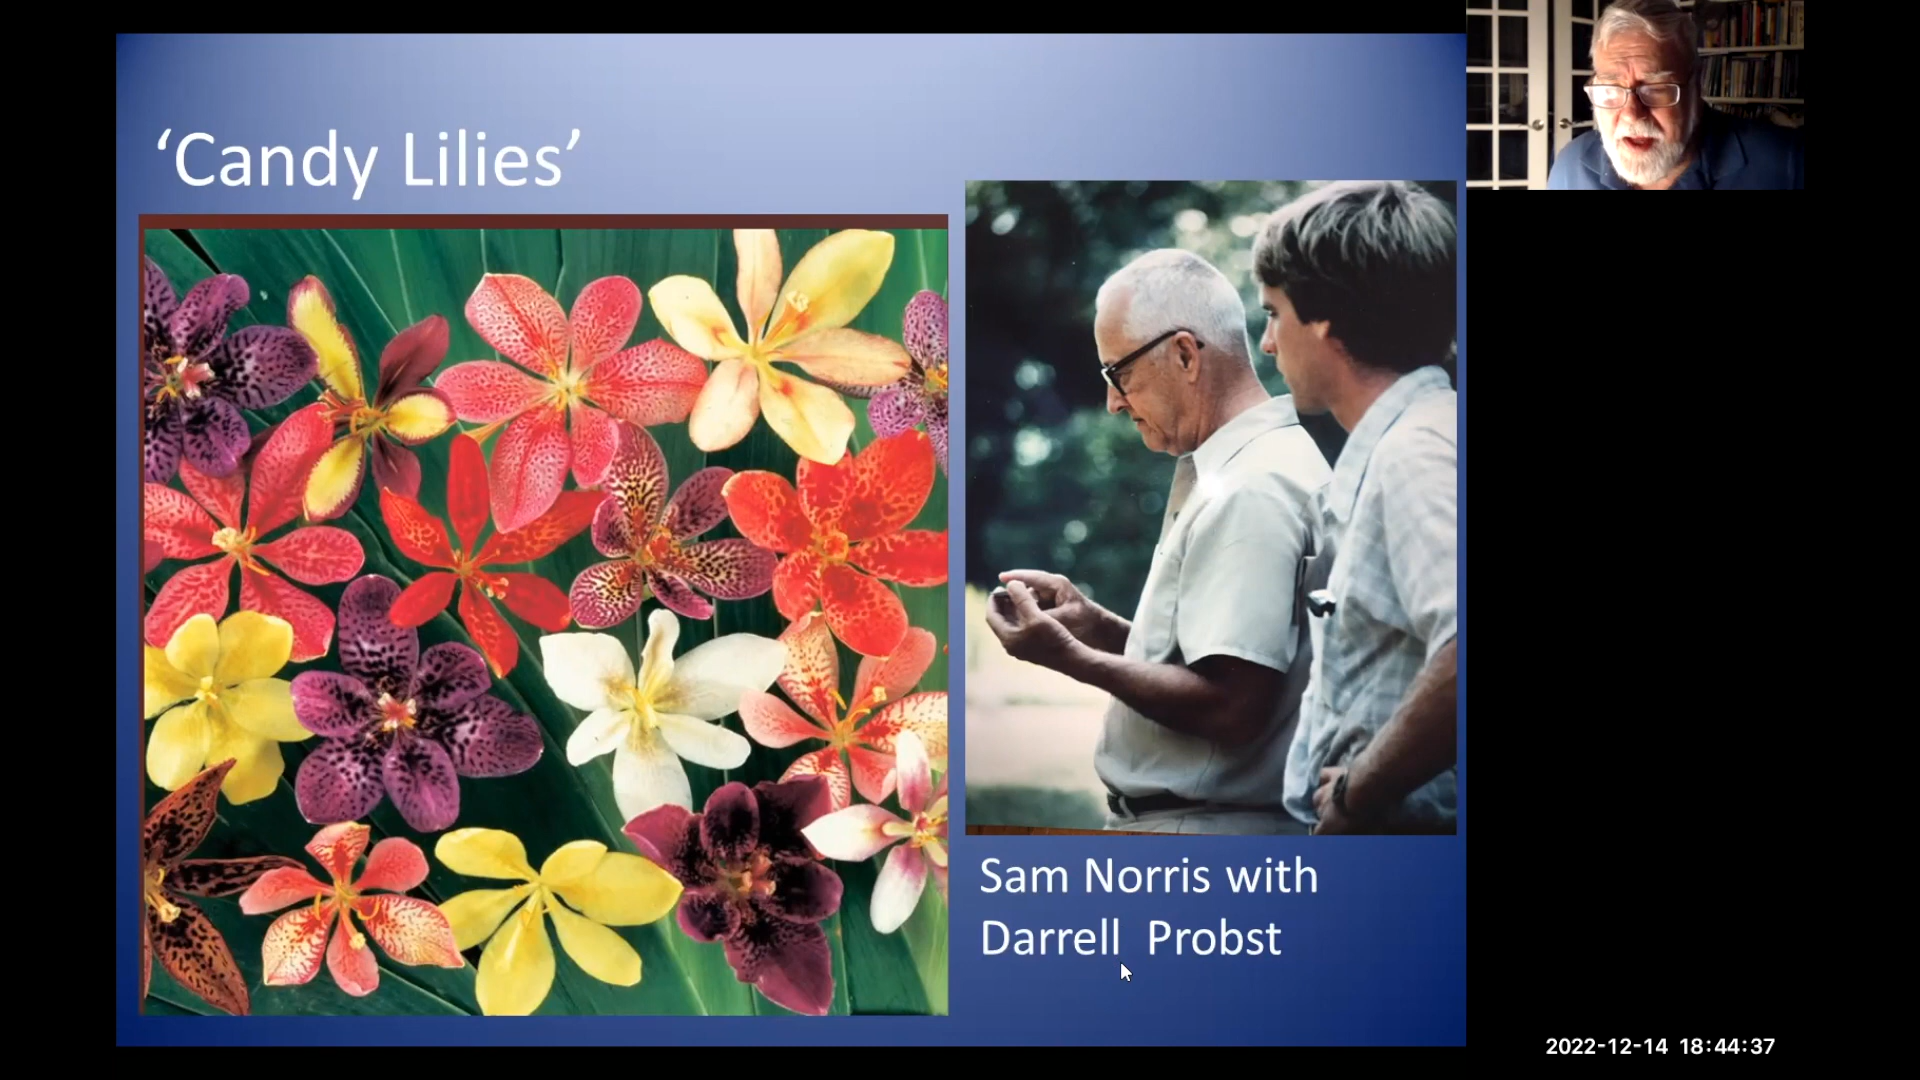 ‘Candy Lilies’
Sam Norris with
Darrell  Probst
2022-12-14 18:44:37